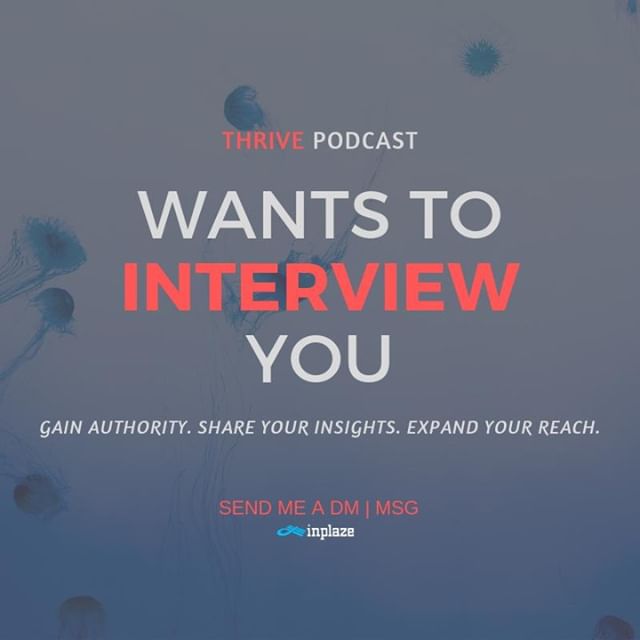 THRIVE PODCAST
WANTS TO
INTERVIEW
YOU
GAIN AUTHORITY. SHARE YOUR INSIGHTS. EXPAND YOUR REACH.
SEND ME A DM | MSG
inplaze